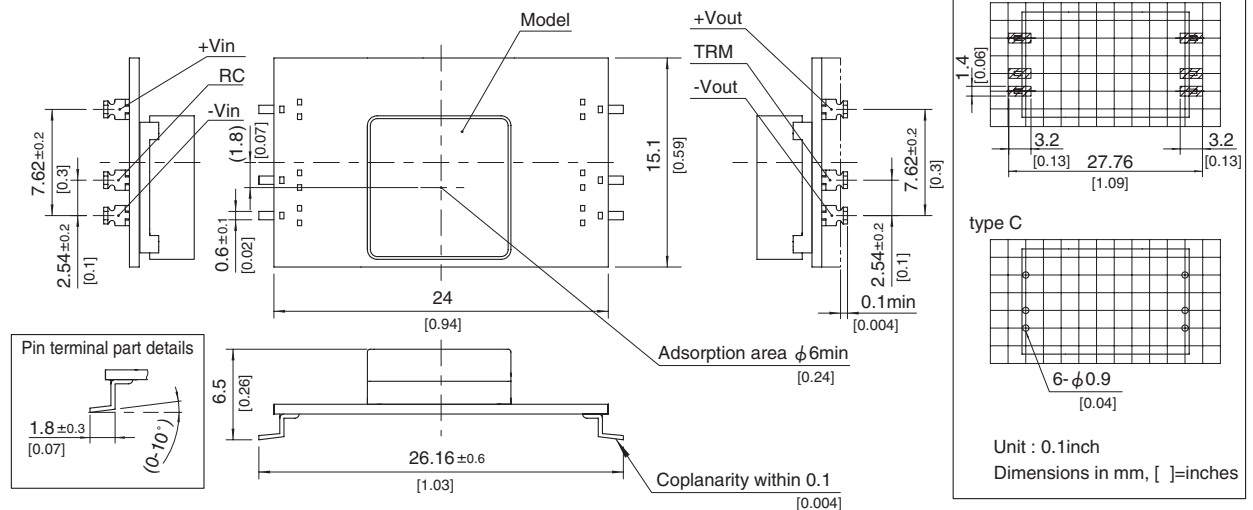 +Vin
RC
-Vin
7.62±0.2
[0.3]
2.54±0.2
[0.1]
Model
(1.8)
[0.07]
0.6±0.1
[0.02]
15.1
[0.59]
24
[0.94]
+Vout
TRM
-Vout
7.62±0.2
[0.3]
2.54±0.2
[0.1]
0.1min
[0.004]
Adsorption area ϕ6min
[0.24]
Pin terminal part details
1.8±0.3
[0.07]
(0-10°)
6.5
[0.26]
26.16±0.6
[1.03]
Coplanarity within 0.1
[0.004]
1.4
[0.06]
3.2
[0.13]
27.76
[1.09]
3.2
[0.13]
type C
6-ϕ0.9
[0.04]
Unit : 0.1inch
Dimensions in mm, [ ]=inches